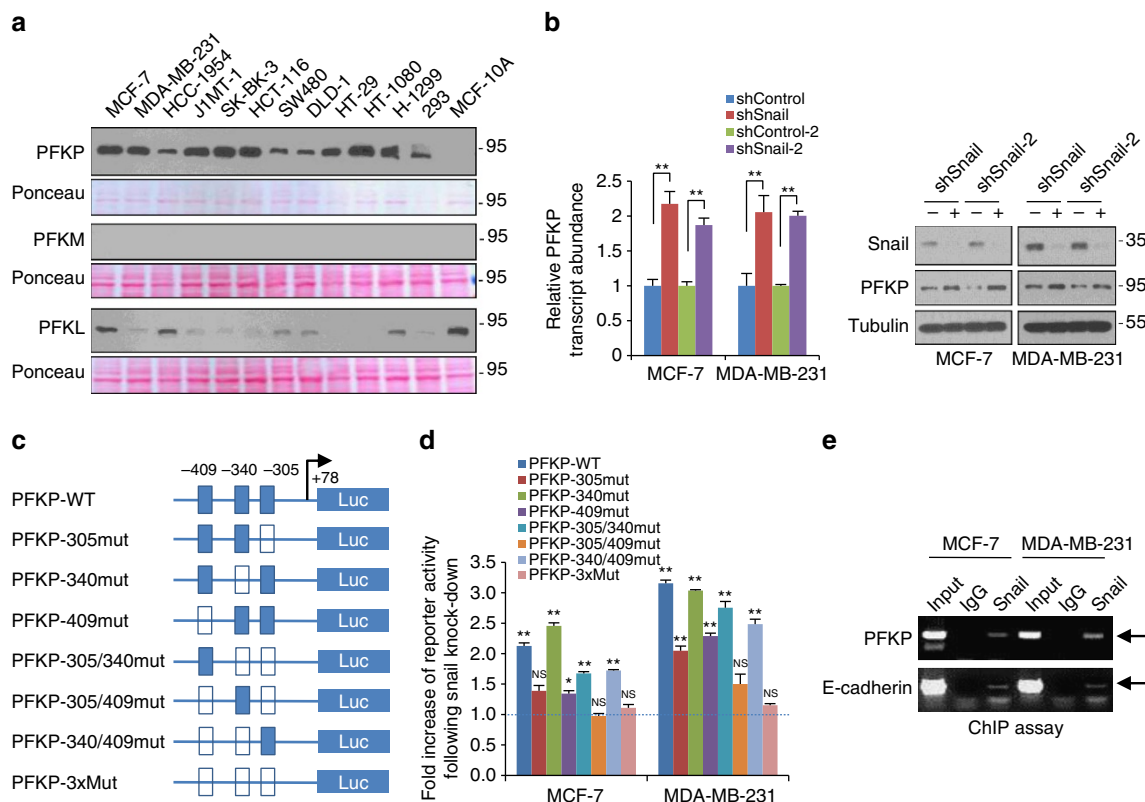 a
MCF-7
MDA-MB-231
HCC-1954
J1MT-1
SK-BK-3
HCT-116
SW480
DLD-1
HT-29
HT-1080
H-1299
293
MCF-10A
PFKP
-95
Ponceau
-95
PFKM
-95
Ponceau
-95
PFKL
-95
Ponceau
-95
b
shControl
shSnail
shControl-2
shSnail-2
Relative PFKP
transcript abundance
2.5
2
1.5
1
0.5
0
** ** ** **
MCF-7 MDA-MB-231
shSnail shSnail-2 shSnail shSnail-2
– + – + – + – +
Snail -35
PFKP -95
Tubulin -55
MCF-7 MDA-MB-231
c
–409 –340 –305
+78
PFKP-WT Luc
PFKP-305mut Luc
PFKP-340mut Luc
PFKP-409mut Luc
PFKP-305/340mut Luc
PFKP-305/409mut Luc
PFKP-340/409mut Luc
PFKP-3xMut Luc
d
PFKP-WT
PFKP-305mut
PFKP-340mut
PFKP-409mut
PFKP-305/340mut
PFKP-305/409mut
PFKP-340/409mut
PFKP-3xMut
Fold increase of reporter activity
following snail knock-down
3.5
3.0
2.5
2.0
1.5
1.0
0.5
0.0
** NS ** * ** NS ** NS
** ** ** ** ** NS ** NS
MCF-7 MDA-MB-231
e
MCF-7 MDA-MB-231
Input IgG Snail Input IgG Snail
PFKP
E-cadherin
ChIP assay